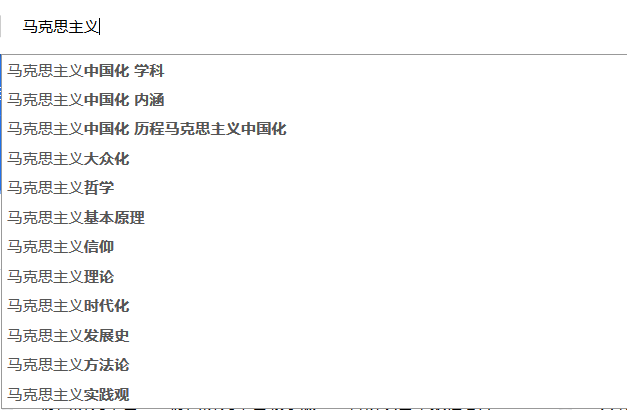 马克思主义
马克思主义中国化 学科
马克思主义中国化 内涵
马克思主义中国化 历程马克思主义中国化
马克思主义大众化
马克思主义哲学
马克思主义基本原理
马克思主义信仰
马克思主义理论
马克思主义时代化
马克思主义发展史
马克思主义方法论
马克思主义实践观